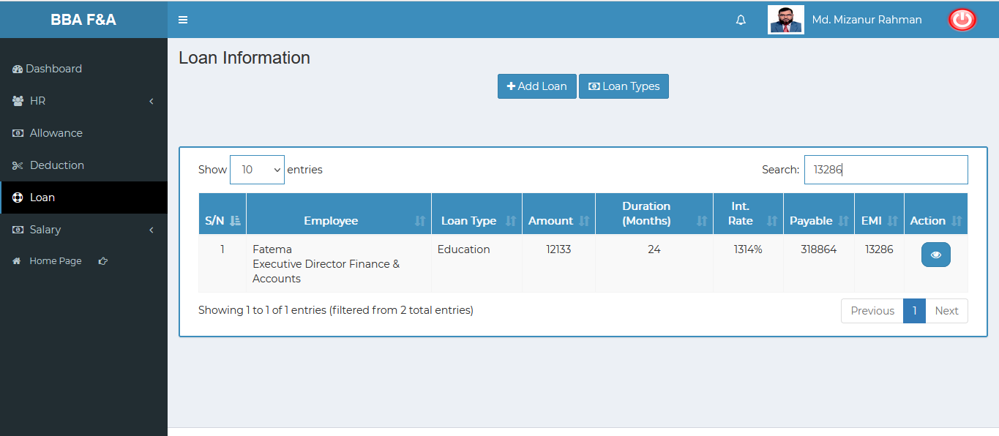 BBA F&A
Md. Mizanur Rahman
Dashboard
HR
Allowance
Deduction
Loan
Salary
Home Page
Loan Information
Add Loan
Loan Types
Show 10 entries
Search: 13286
S/N Employee Loan Type Amount Duration (Months) Int. Rate Payable EMI Action
1 Fatema Education 12133 24 1314% 318864 13286
Executive Director Finance &
Accounts
Showing 1 to 1 of 1 entries (filtered from 2 total entries)
Previous 1 Next